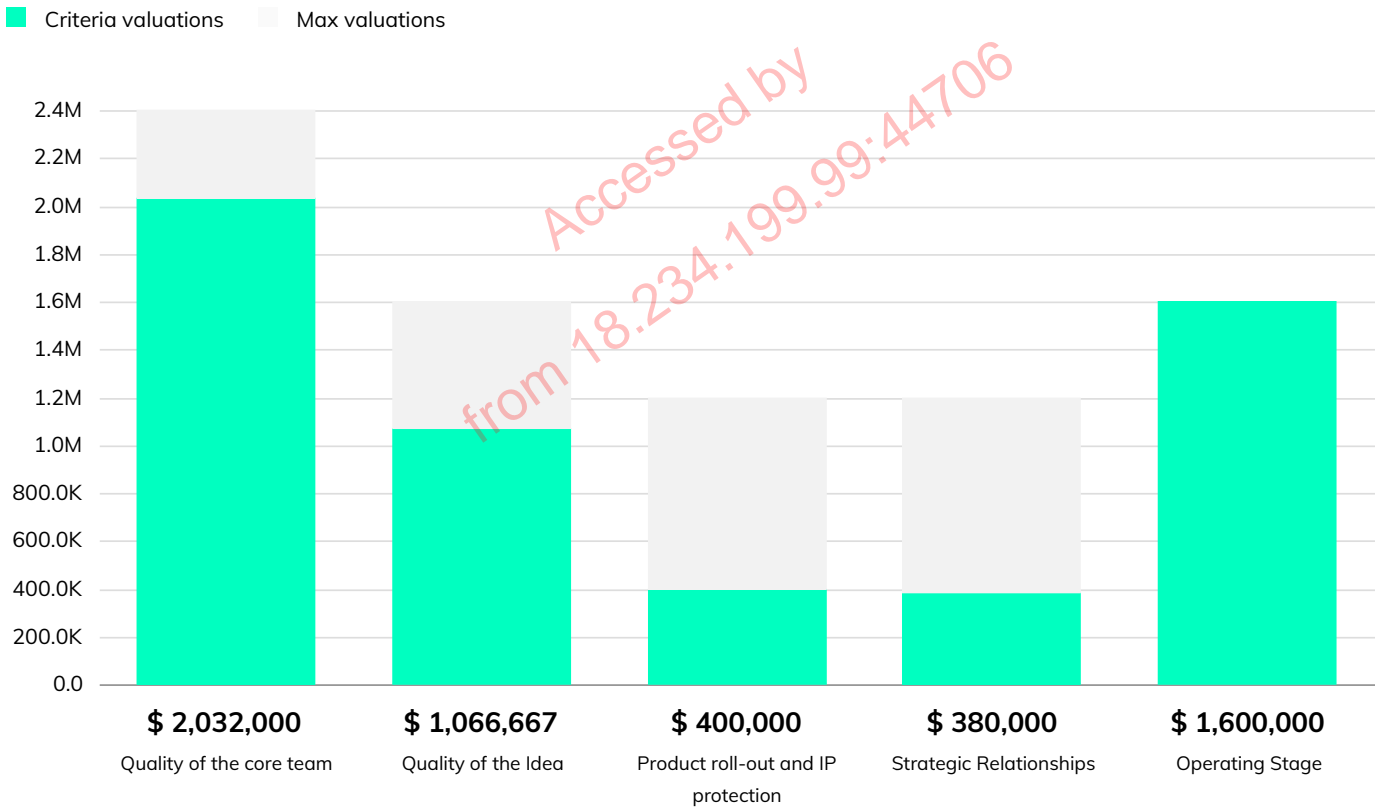 Criteria valuations Max valuations
Accessed by
from 18.234.199.99:44706
2.4M
2.2M
2.0M
1.8M
1.6M
1.4M
1.2M
1.0M
800.0K
600.0K
400.0K
200.0K
0.0
$ 2,032,000 $ 1,066,667 $ 400,000 $ 380,000 $ 1,600,000
Quality of the core team Quality of the Idea Product roll-out and IP Strategic Relationships Operating Stage
protection